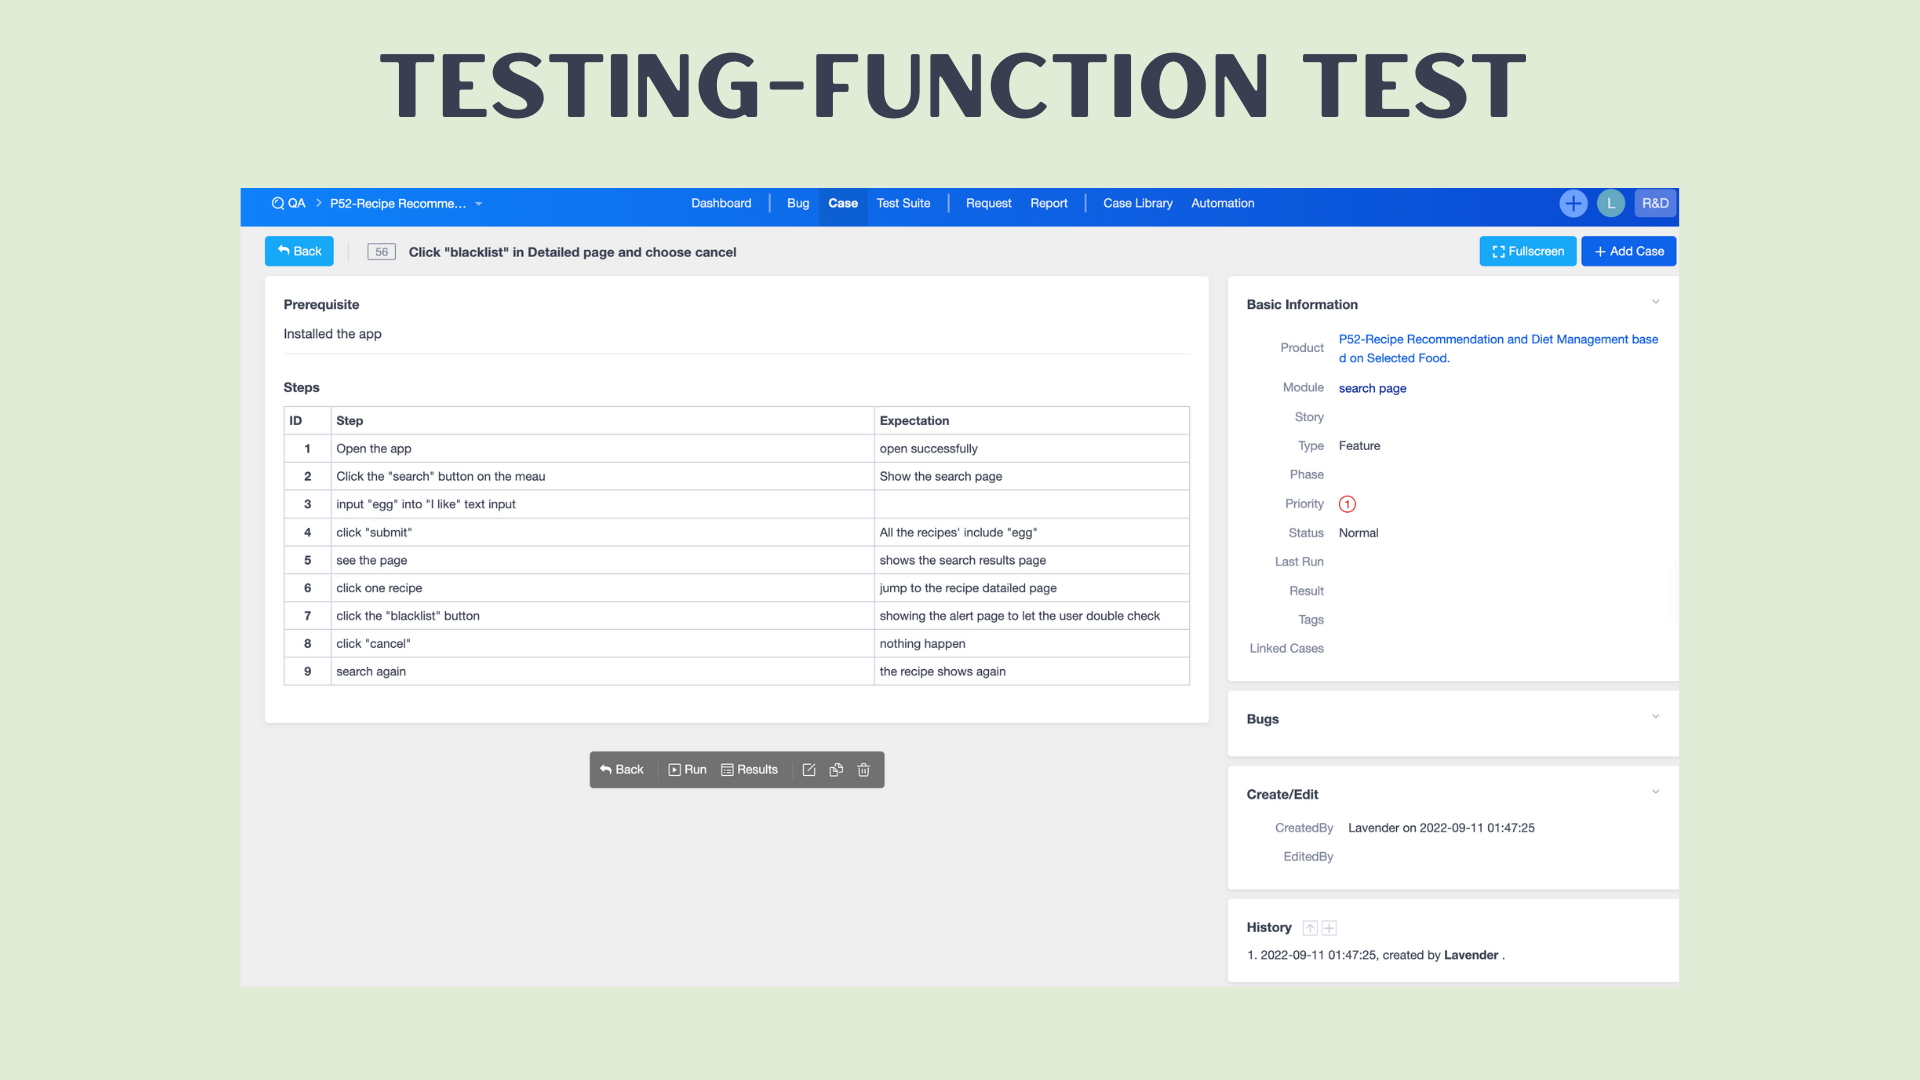 TESTING-FUNCTION TEST
QA > P52-Recipe Recomme... Dashboard Bug Case Test Suite Request Report Case Library Automation L R&D
Back 56 Click "blacklist" in Detailed page and choose cancel Fullscreen + Add Case
Prerequisite
Installed the app
Steps
ID Step Expectation
1 Open the app open successfully
2 Click the "search" button on the meau Show the search page
3 input "egg" into "I like" text input
4 click "submit" All the recipes' include "egg"
5 see the page shows the search results page
6 click one recipe jump to the recipe datailed page
7 click the "blacklist" button showing the alert page to let the user double check
8 click "cancel" nothing happen
9 search again the recipe shows again
Back Run Results
Basic Information
Product P52-Recipe Recommendation and Diet Management base
d on Selected Food.
Module search page
Story
Type Feature
Phase
Priority 1
Status Normal
Last Run
Result
Tags
Linked Cases
Bugs
Create/Edit
CreatedBy Lavender on 2022-09-11 01:47:25
EditedBy
History
1. 2022-09-11 01:47:25, created by Lavender .